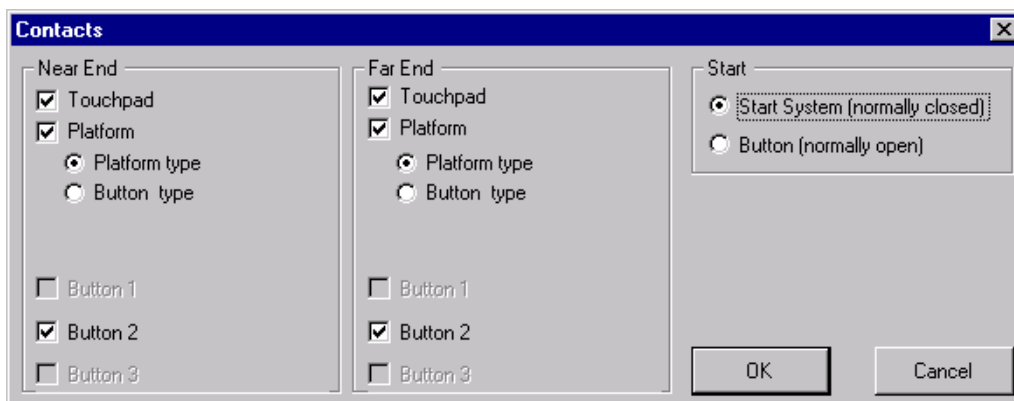 Contacts
Near End
Touchpad
Platform
Platform type
Button type
Button 1
Button 2
Button 3
Far End
Touchpad
Platform
Platform type
Button type
Button 1
Button 2
Button 3
Start
Start System (normally closed)
Button (normally open)
OK
Cancel